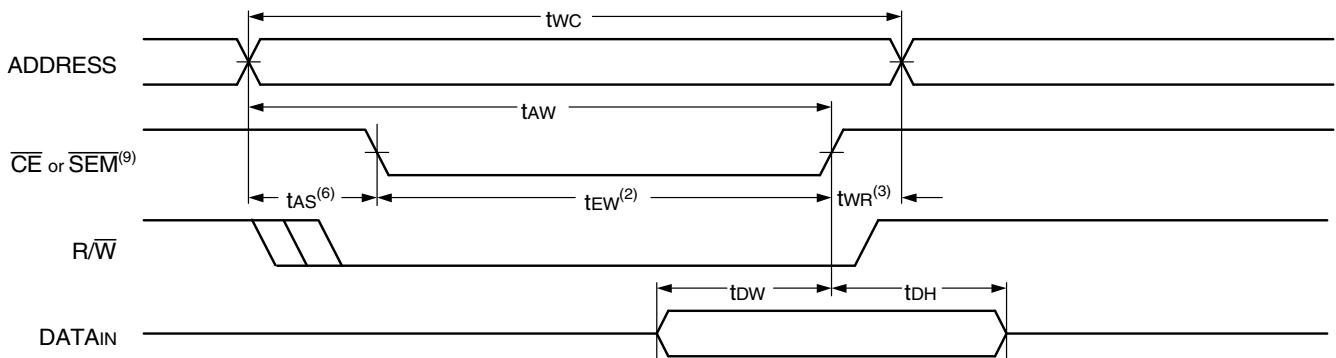 tWC
ADDRESS
tAW
CE or SEM(9)
tAS(6) tEW(2) tWR(3)
R/W
tDW tDH
DATAIN